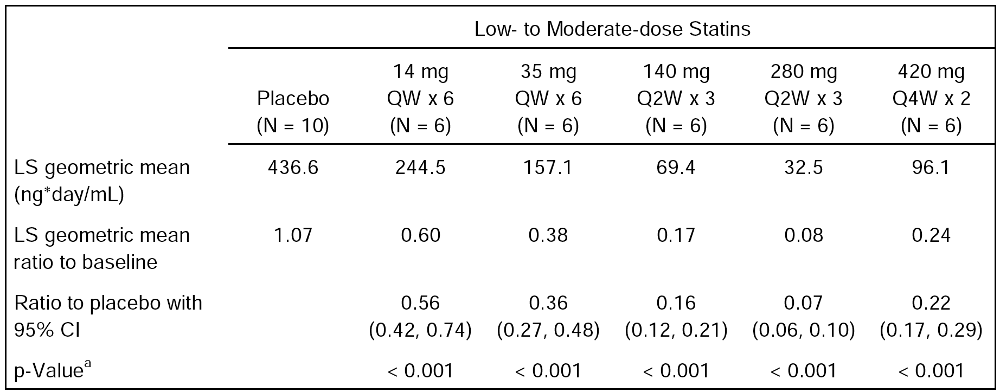 Low- to Moderate-dose Statins
14 mg 35 mg 140 mg 280 mg 420 mg
Placebo QW x 6 QW x 6 Q2W x 3 Q2W x 3 Q4W x 2
(N = 10) (N = 6) (N = 6) (N = 6) (N = 6) (N = 6)
LS geometric mean 436.6 244.5 157.1 69.4 32.5 96.1
(ng*day/mL)
LS geometric mean 1.07 0.60 0.38 0.17 0.08 0.24
ratio to baseline
Ratio to placebo with 0.56 0.36 0.16 0.07 0.22
95% CI (0.42, 0.74) (0.27, 0.48) (0.12, 0.21) (0.06, 0.10) (0.17, 0.29)
p-Valueᵃ < 0.001 < 0.001 < 0.001 < 0.001 < 0.001